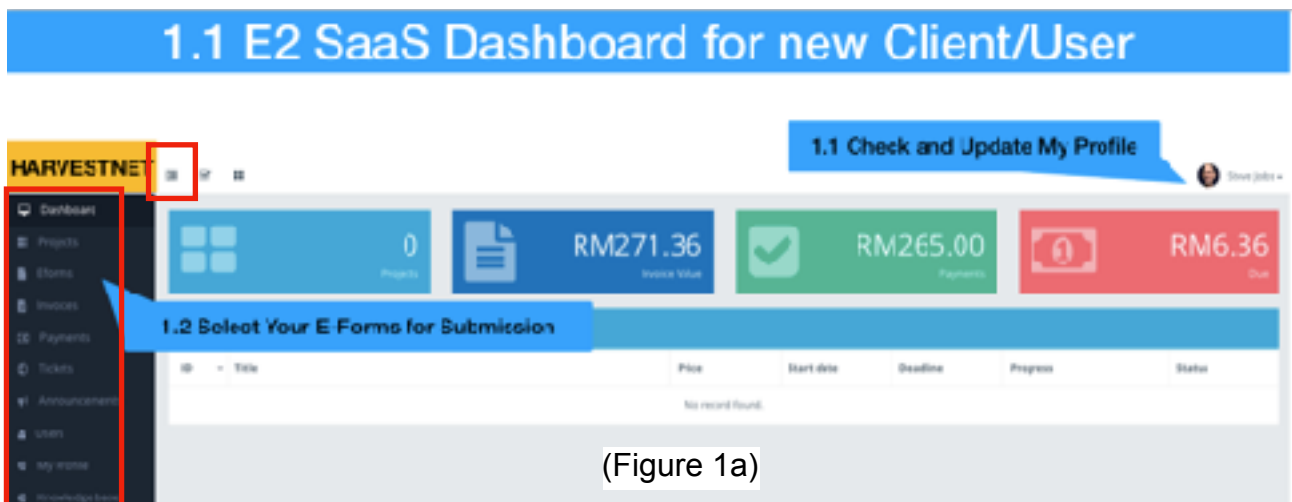 1.1 E2 SaaS Dashboard for new Client/User
1.1 Check and Update My Profile
HARVESTNET
Steve Jobs
Dashboard
Projects
Eforms
Invoices
Payments
Tickets
Announcements
Users
My Profile
Knowledge base
0
Projects
RM271.36
Invoice Value
RM265.00
Payments
RM6.36
Due
1.2 Select Your E-Forms for Submission
ID Title Price Start date Deadline Progress Status
No record found.
(Figure 1a)